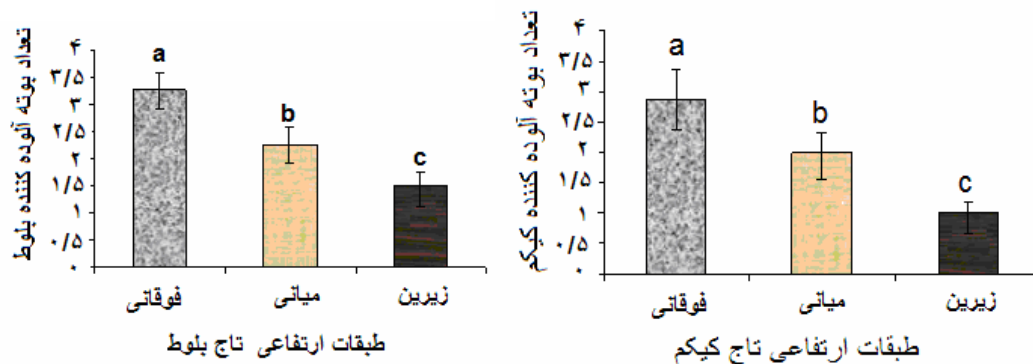 تعداد بوته آلوده کننده بلوط
۴
۳/۵
۳
۲/۵
۲
۱/۵
۱
۰/۵
۰
a
b
c
فوقانی
میانی
زیرین
طبقات ارتفاعی تاج بلوط
تعداد بوته آلوده کننده کیکم
۴
۳/۵
۳
۲/۵
۲
۱/۵
۱
۰/۵
۰
a
b
c
فوقانی
میانی
زیرین
طبقات ارتفاعی تاج کیکم